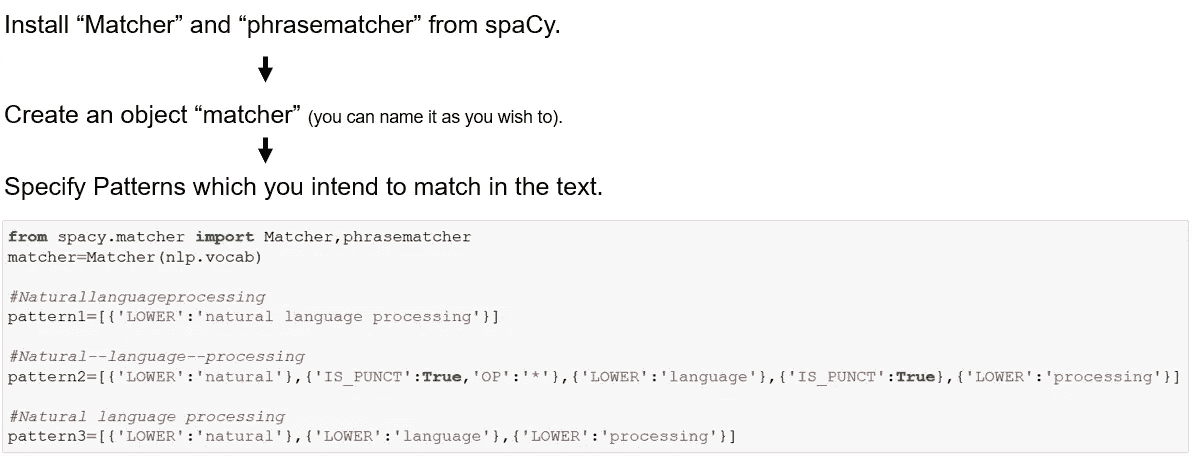 Install “Matcher” and “phrasematcher” from spaCy.
Create an object “matcher” (you can name it as you wish to).
Specify Patterns which you intend to match in the text.
from spacy.matcher import Matcher,phrasematcher
matcher=Matcher(nlp.vocab)
#Naturallanguageprocessing
pattern1=[{'LOWER':'natural language processing'}]
#Natural--language--processing
pattern2=[{'LOWER':'natural'},{'IS_PUNCT':True,'OP':'*'},{'LOWER':'language'},{'IS_PUNCT':True},{'LOWER':'processing'}]
#Natural language processing
pattern3=[{'LOWER':'natural'},{'LOWER':'language'},{'LOWER':'processing'}]